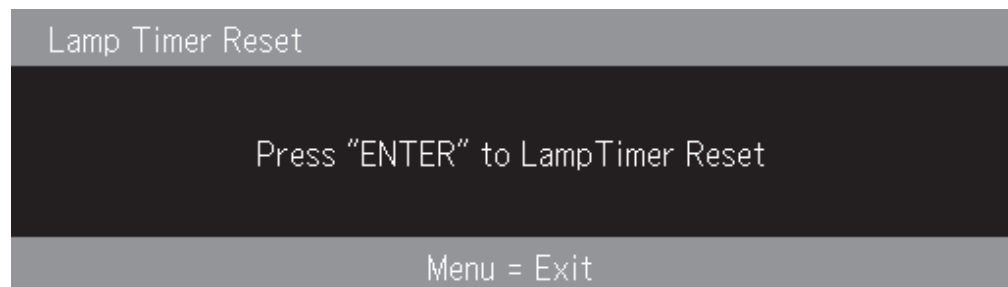 Lamp Timer Reset
Press "ENTER" to LampTimer Reset
Menu = Exit